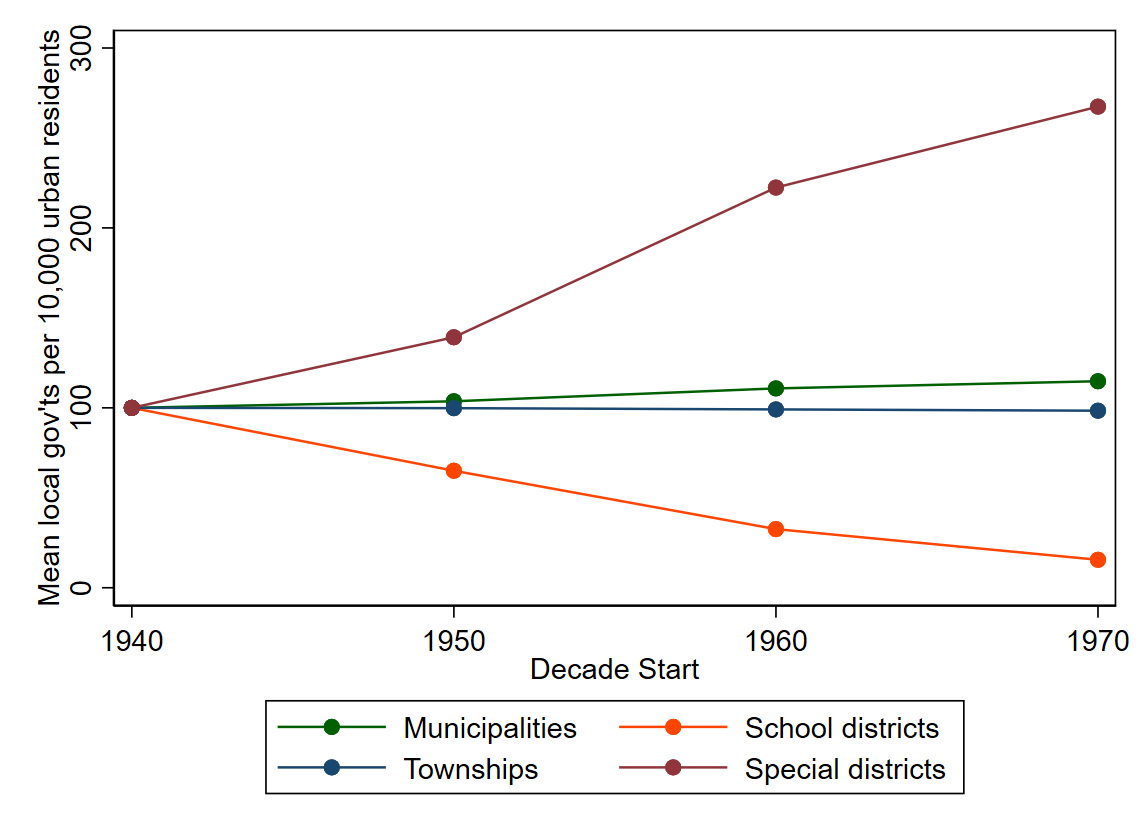 Mean local gov'ts per 10,000 urban residents
300
200
100
0
1940 1950 1960 1970
Decade Start
Municipalities School districts
Townships Special districts